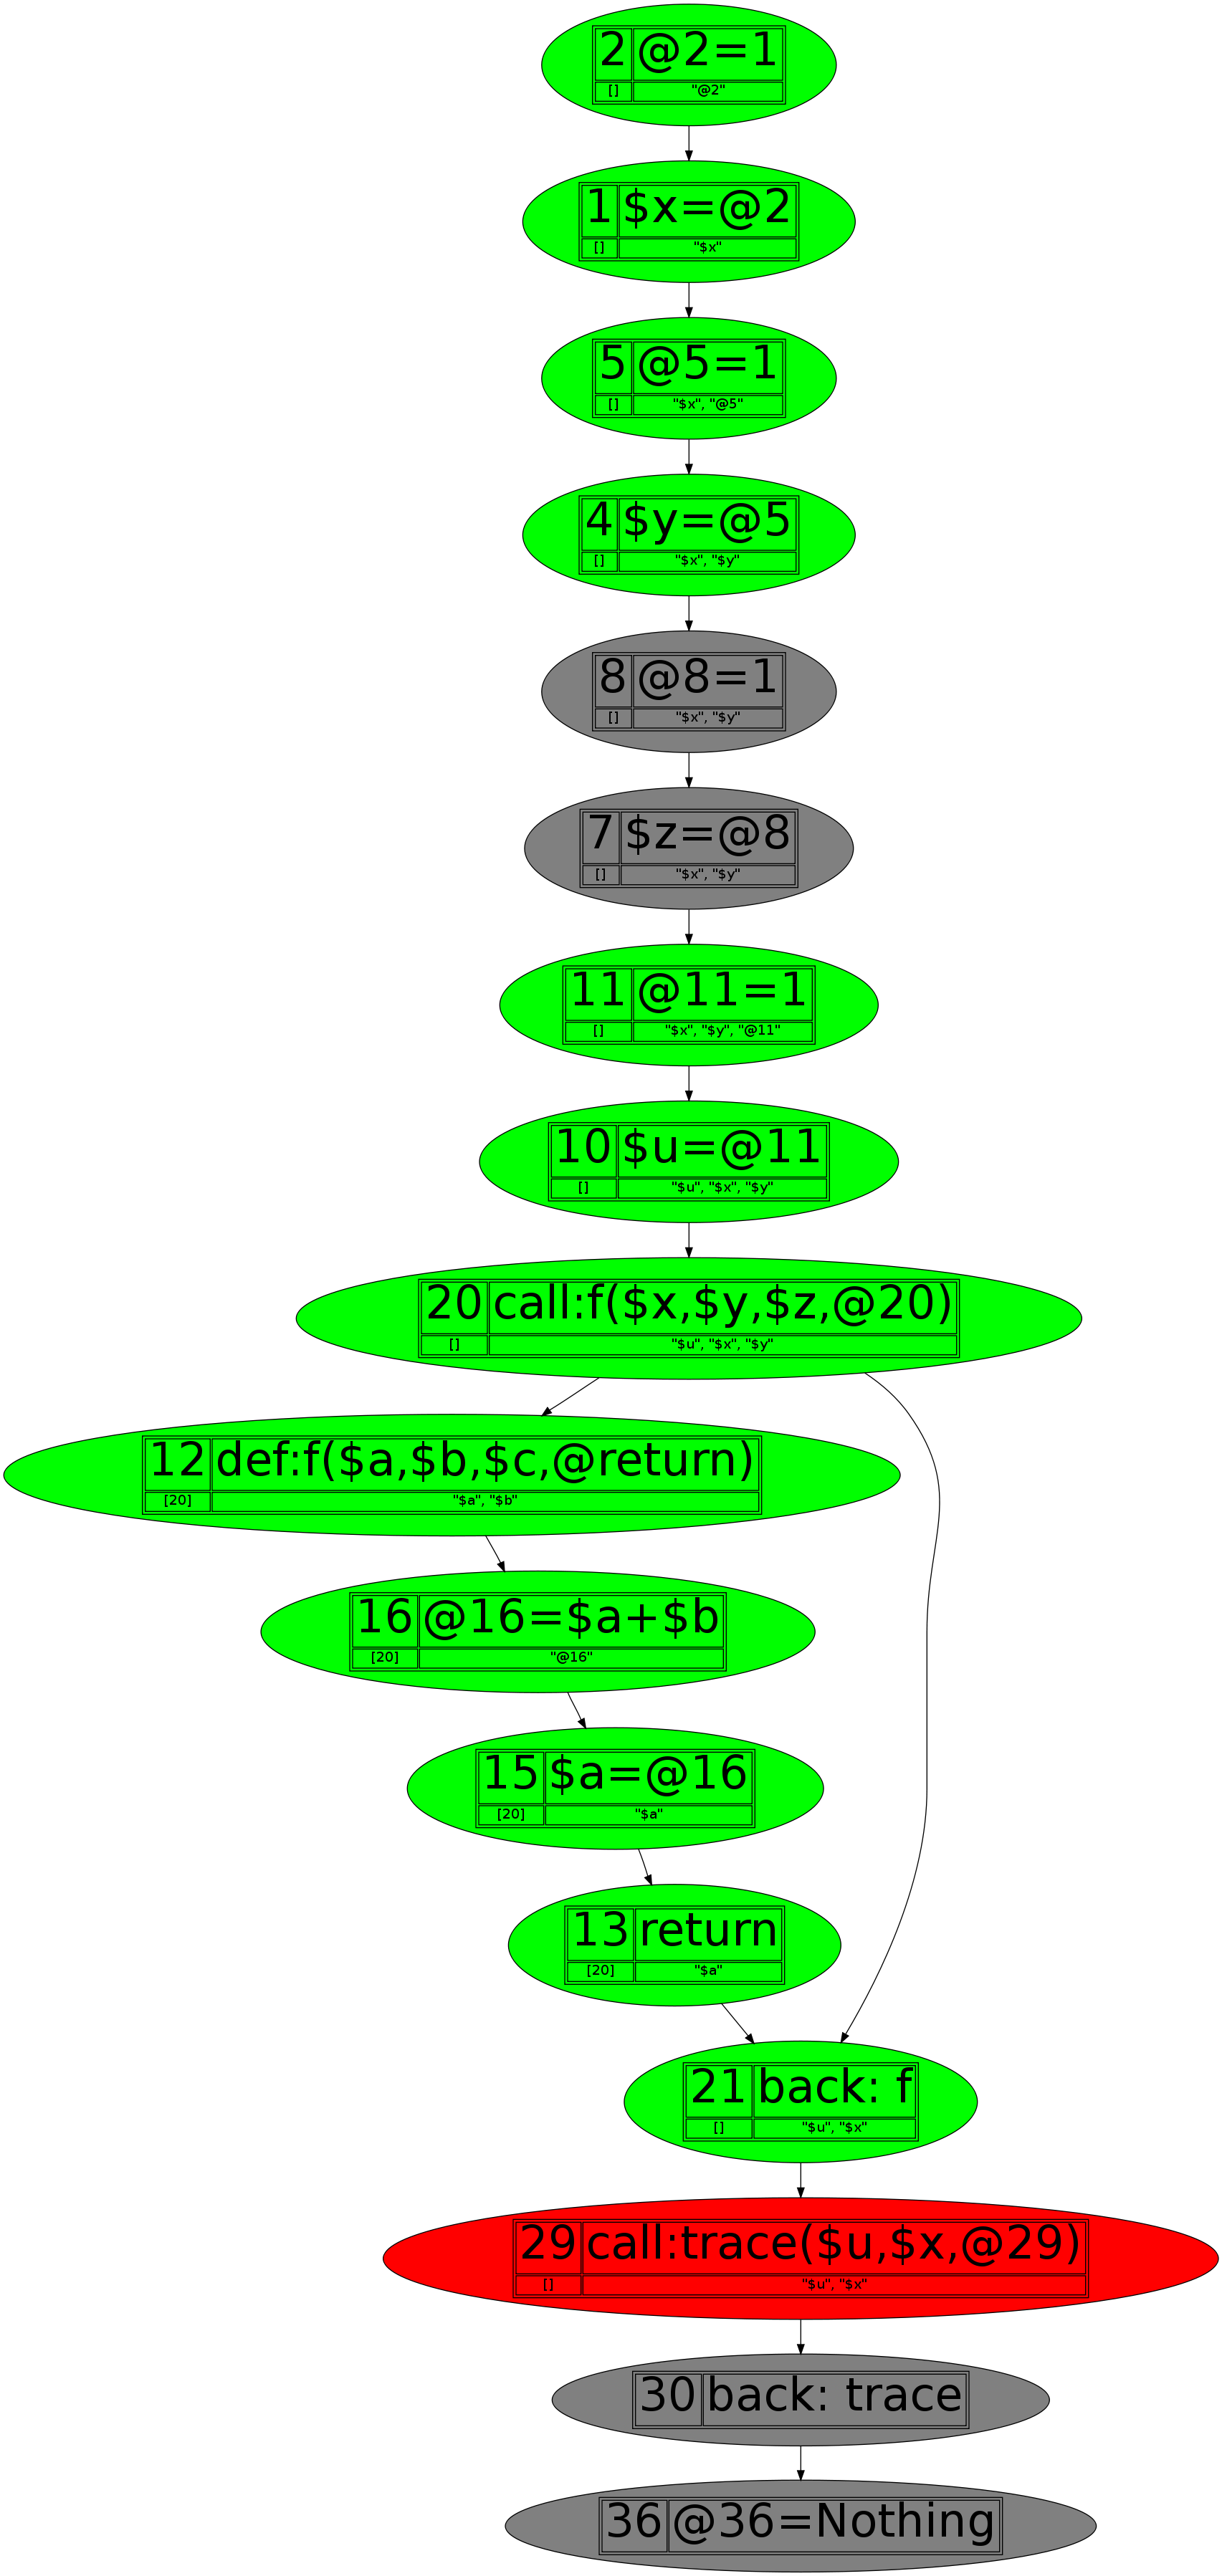 2 @2=1
[] "@2"
1 $x=@2
[] "$x"
5 @5=1
[] "$x", "@5"
4 $y=@5
[] "$x", "$y"
8 @8=1
[] "$x", "$y"
7 $z=@8
[] "$x", "$y"
11 @11=1
[] "$x", "$y", "@11"
10 $u=@11
[] "$u", "$x", "$y"
20 call:f($x,$y,$z,@20)
[] "$u", "$x", "$y"
12 def:f($a,$b,$c,@return)
[20] "$a", "$b"
16 @16=$a+$b
[20] "@16"
15 $a=@16
[20] "$a"
13 return
[20] "$a"
21 back: f
[] "$u", "$x"
29 call:trace($u,$x,@29)
[] "$u", "$x"
30 back: trace
36 @36=Nothing